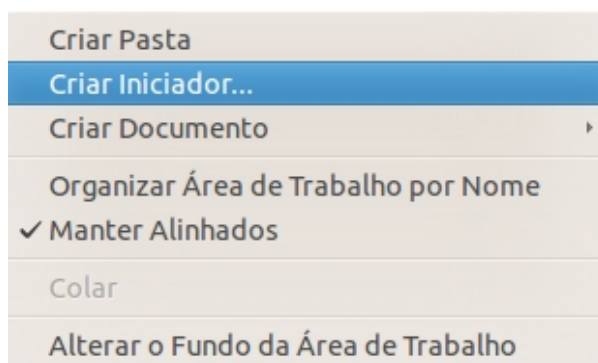 Criar Pasta
Criar Iniciador...
Criar Documento
Organizar Área de Trabalho por Nome
Manter Alinhados
Colar
Alterar o Fundo da Área de Trabalho